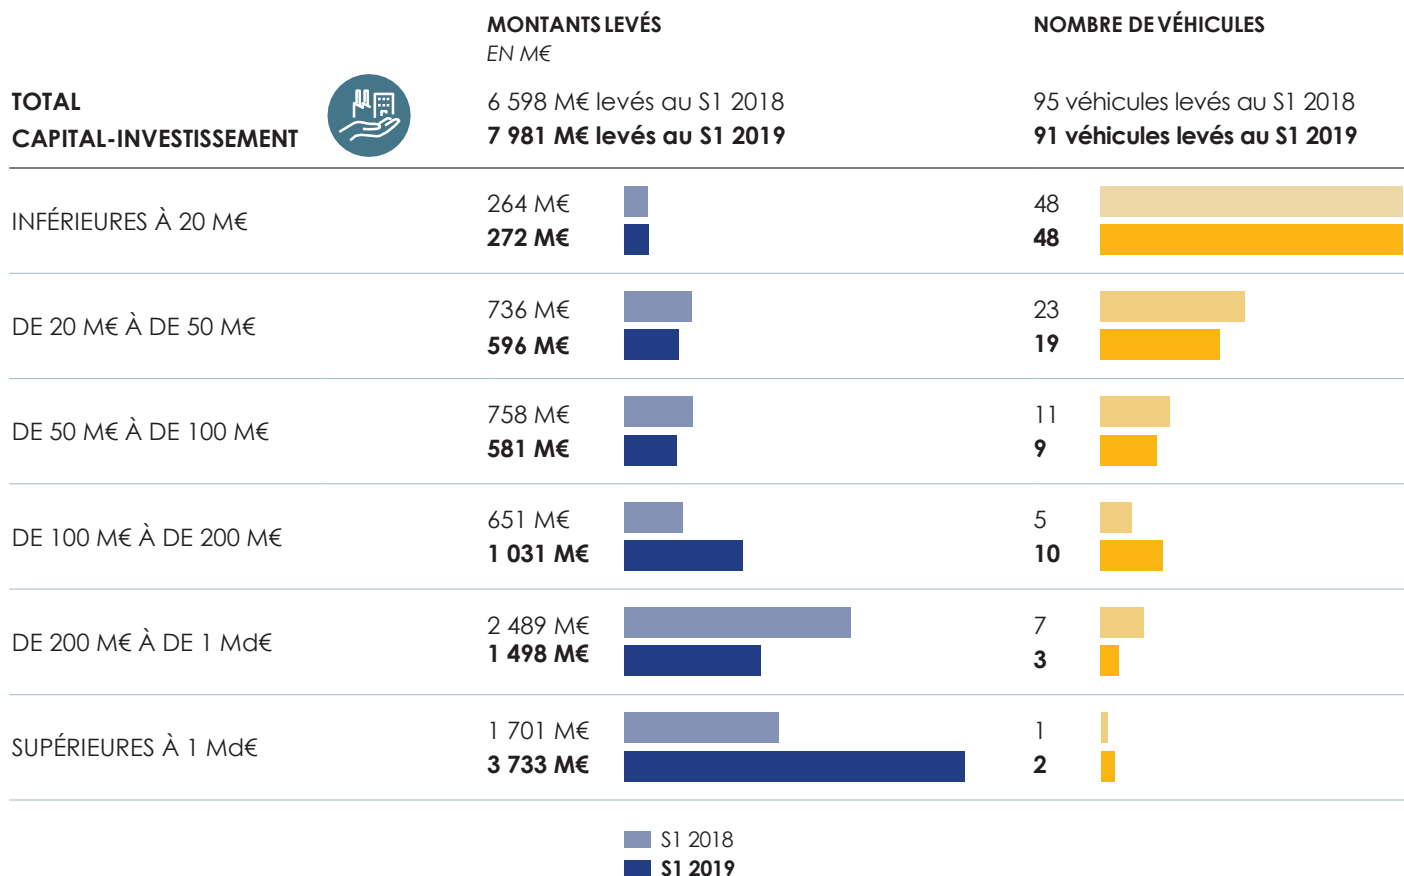 MONTANTS LEVÉS
EN M€
NOMBRE DE VÉHICULES
TOTAL
CAPITAL-INVESTISSEMENT
6 598 M€ levés au S1 2018
7 981 M€ levés au S1 2019
95 véhicules levés au S1 2018
91 véhicules levés au S1 2019
INFÉRIEURES À 20 M€
264 M€
272 M€
48
48
DE 20 M€ À DE 50 M€
736 M€
596 M€
23
19
DE 50 M€ À DE 100 M€
758 M€
581 M€
11
9
DE 100 M€ À DE 200 M€
651 M€
1 031 M€
5
10
DE 200 M€ À DE 1 Md€
2 489 M€
1 498 M€
7
3
SUPÉRIEURES À 1 Md€
1 701 M€
3 733 M€
1
2
S1 2018
S1 2019